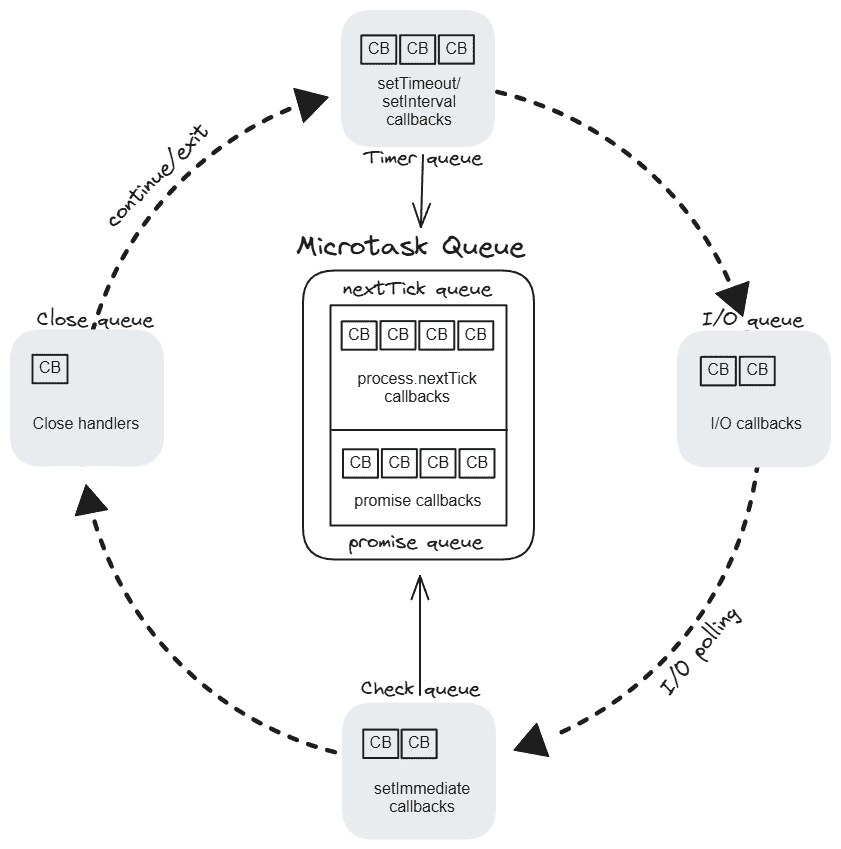 CB CB CB
setTimeout/
setInterval
callbacks
Timer queue
continue/exit
Microtask Queue
nextTick queue
CB CB CB CB
process.nextTick
callbacks
CB CB CB CB
promise callbacks
promise queue
Close queue
CB
Close handlers
I/O queue
CB CB
I/O callbacks
I/O polling
Check queue
CB CB
setImmediate
callbacks